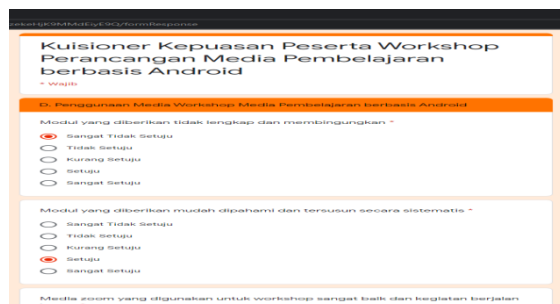 Kuisioner Kepuasan Peserta Workshop
Perancangan Media Pembelajaran
berbasis Android
* Wajib
D. Penggunaan Media Workshop Media Pembelajaran berbasis Android
Modul yang diberikan tidak lengkap dan membingungkan *
Sangat Tidak Setuju
Tidak Setuju
Kurang Setuju
Setuju
Sangat Setuju
Modul yang diberikan mudah dipahami dan tersusun secara sistematis *
Sangat Tidak Setuju
Tidak Setuju
Kurang Setuju
Setuju
Sangat Setuju
Media zoom yang digunakan untuk workshop sangat baik dan kegiatan berjalan